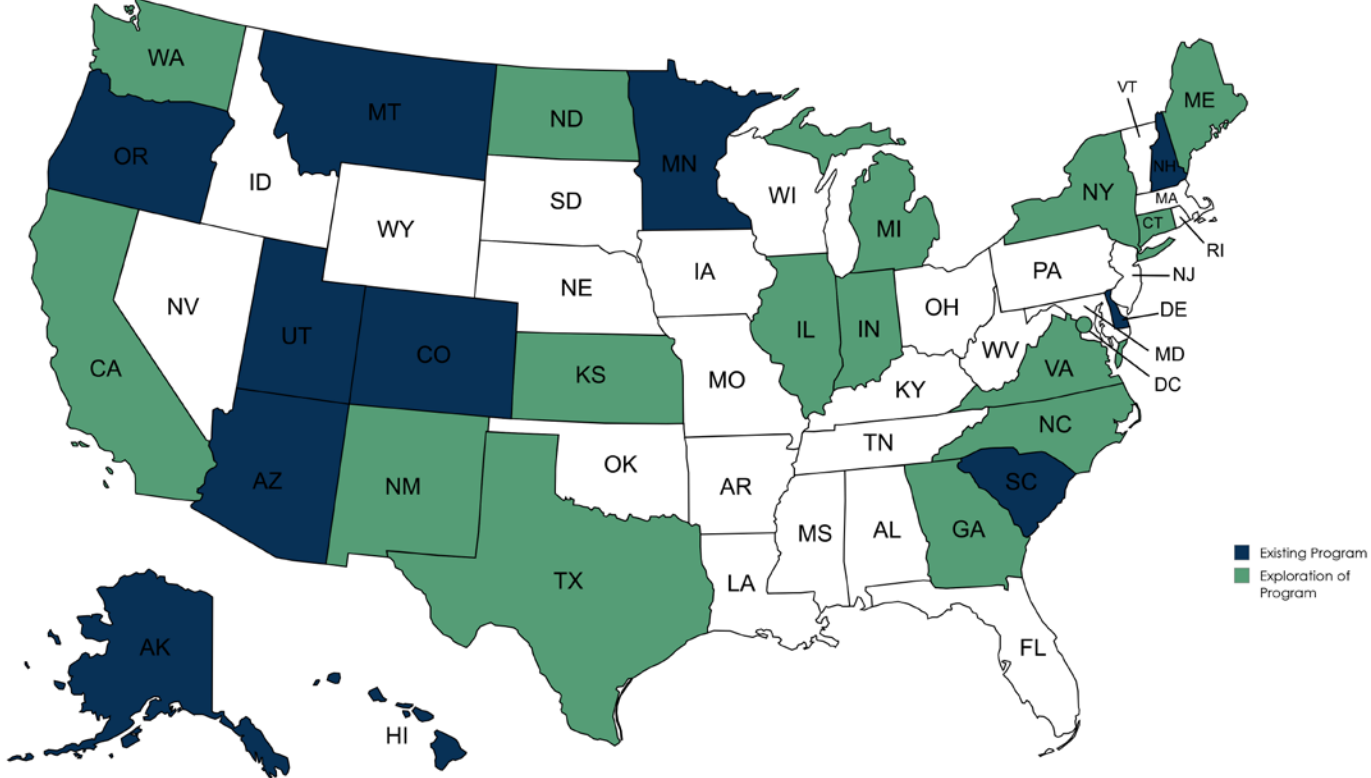 WA
MT
ND
MN
OR
ID
SD
WY
WI
MI
VT
ME
NH
NY
MA
CT
RI
IA
NE
PA
NJ
NV
UT
CO
IL
IN
OH
DE
CA
KS
MO
WV
VA
MD
DC
KY
NC
TN
AZ
NM
OK
AR
SC
MS
AL
GA
TX
LA
FL
AK
HI
Existing Program
Exploration of
Program